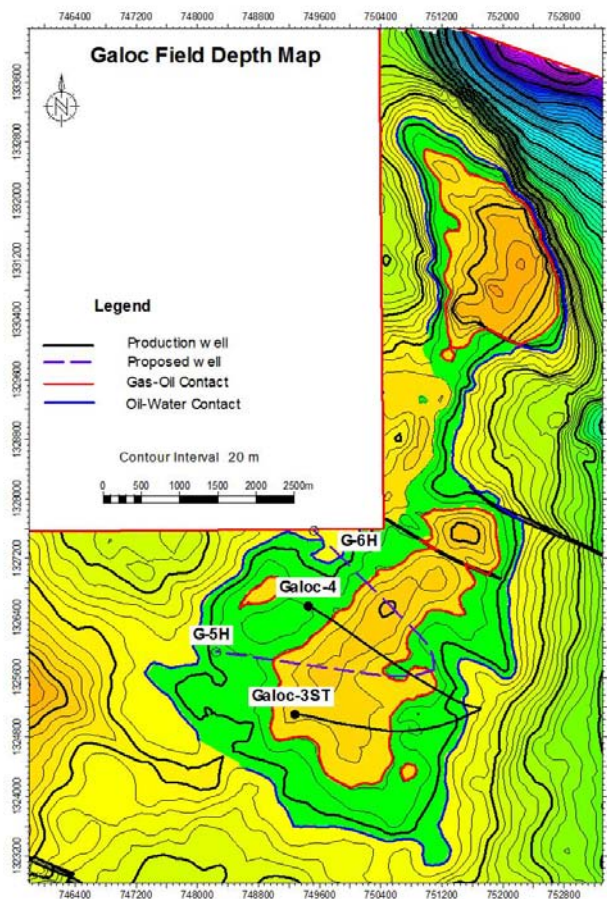 746400 747200 748000 748800 749600 750400 751200 752000 752800
Galoc Field Depth Map
N
1333600
1332800
1332000
1331200
1330400
1329600
1328800
1328000
1327200
1326400
1325600
1324800
1324000
1323200
Legend
Production well
Proposed well
Gas-Oil Contact
Oil-Water Contact
Contour Interval 20 m
0 500 1000 1500 2000 2500m
G-6H
Galoc-4
G-5H
Galoc-3ST
746400 747200 748000 748800 749600 750400 751200 752000 752800